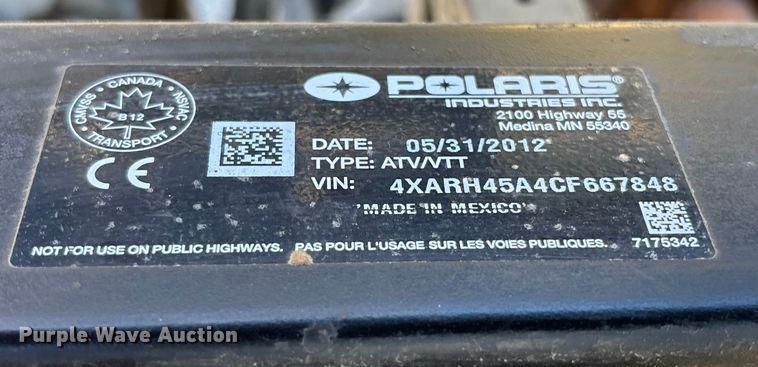 CANADA
CMVSS
NSVAC
B12
TRANSPORT
CE
POLARIS®
INDUSTRIES INC.
2100 Highway 55
Medina MN 55340
DATE: 05/31/2012
TYPE: ATV/VTT
VIN: 4XARH45A4CF667848
'MADE IN MEXICO'
NOT FOR USE ON PUBLIC HIGHWAYS. PAS POUR L'USAGE SUR LES VOIES PUBLIQUES. 7175342
Purple Wave Auction